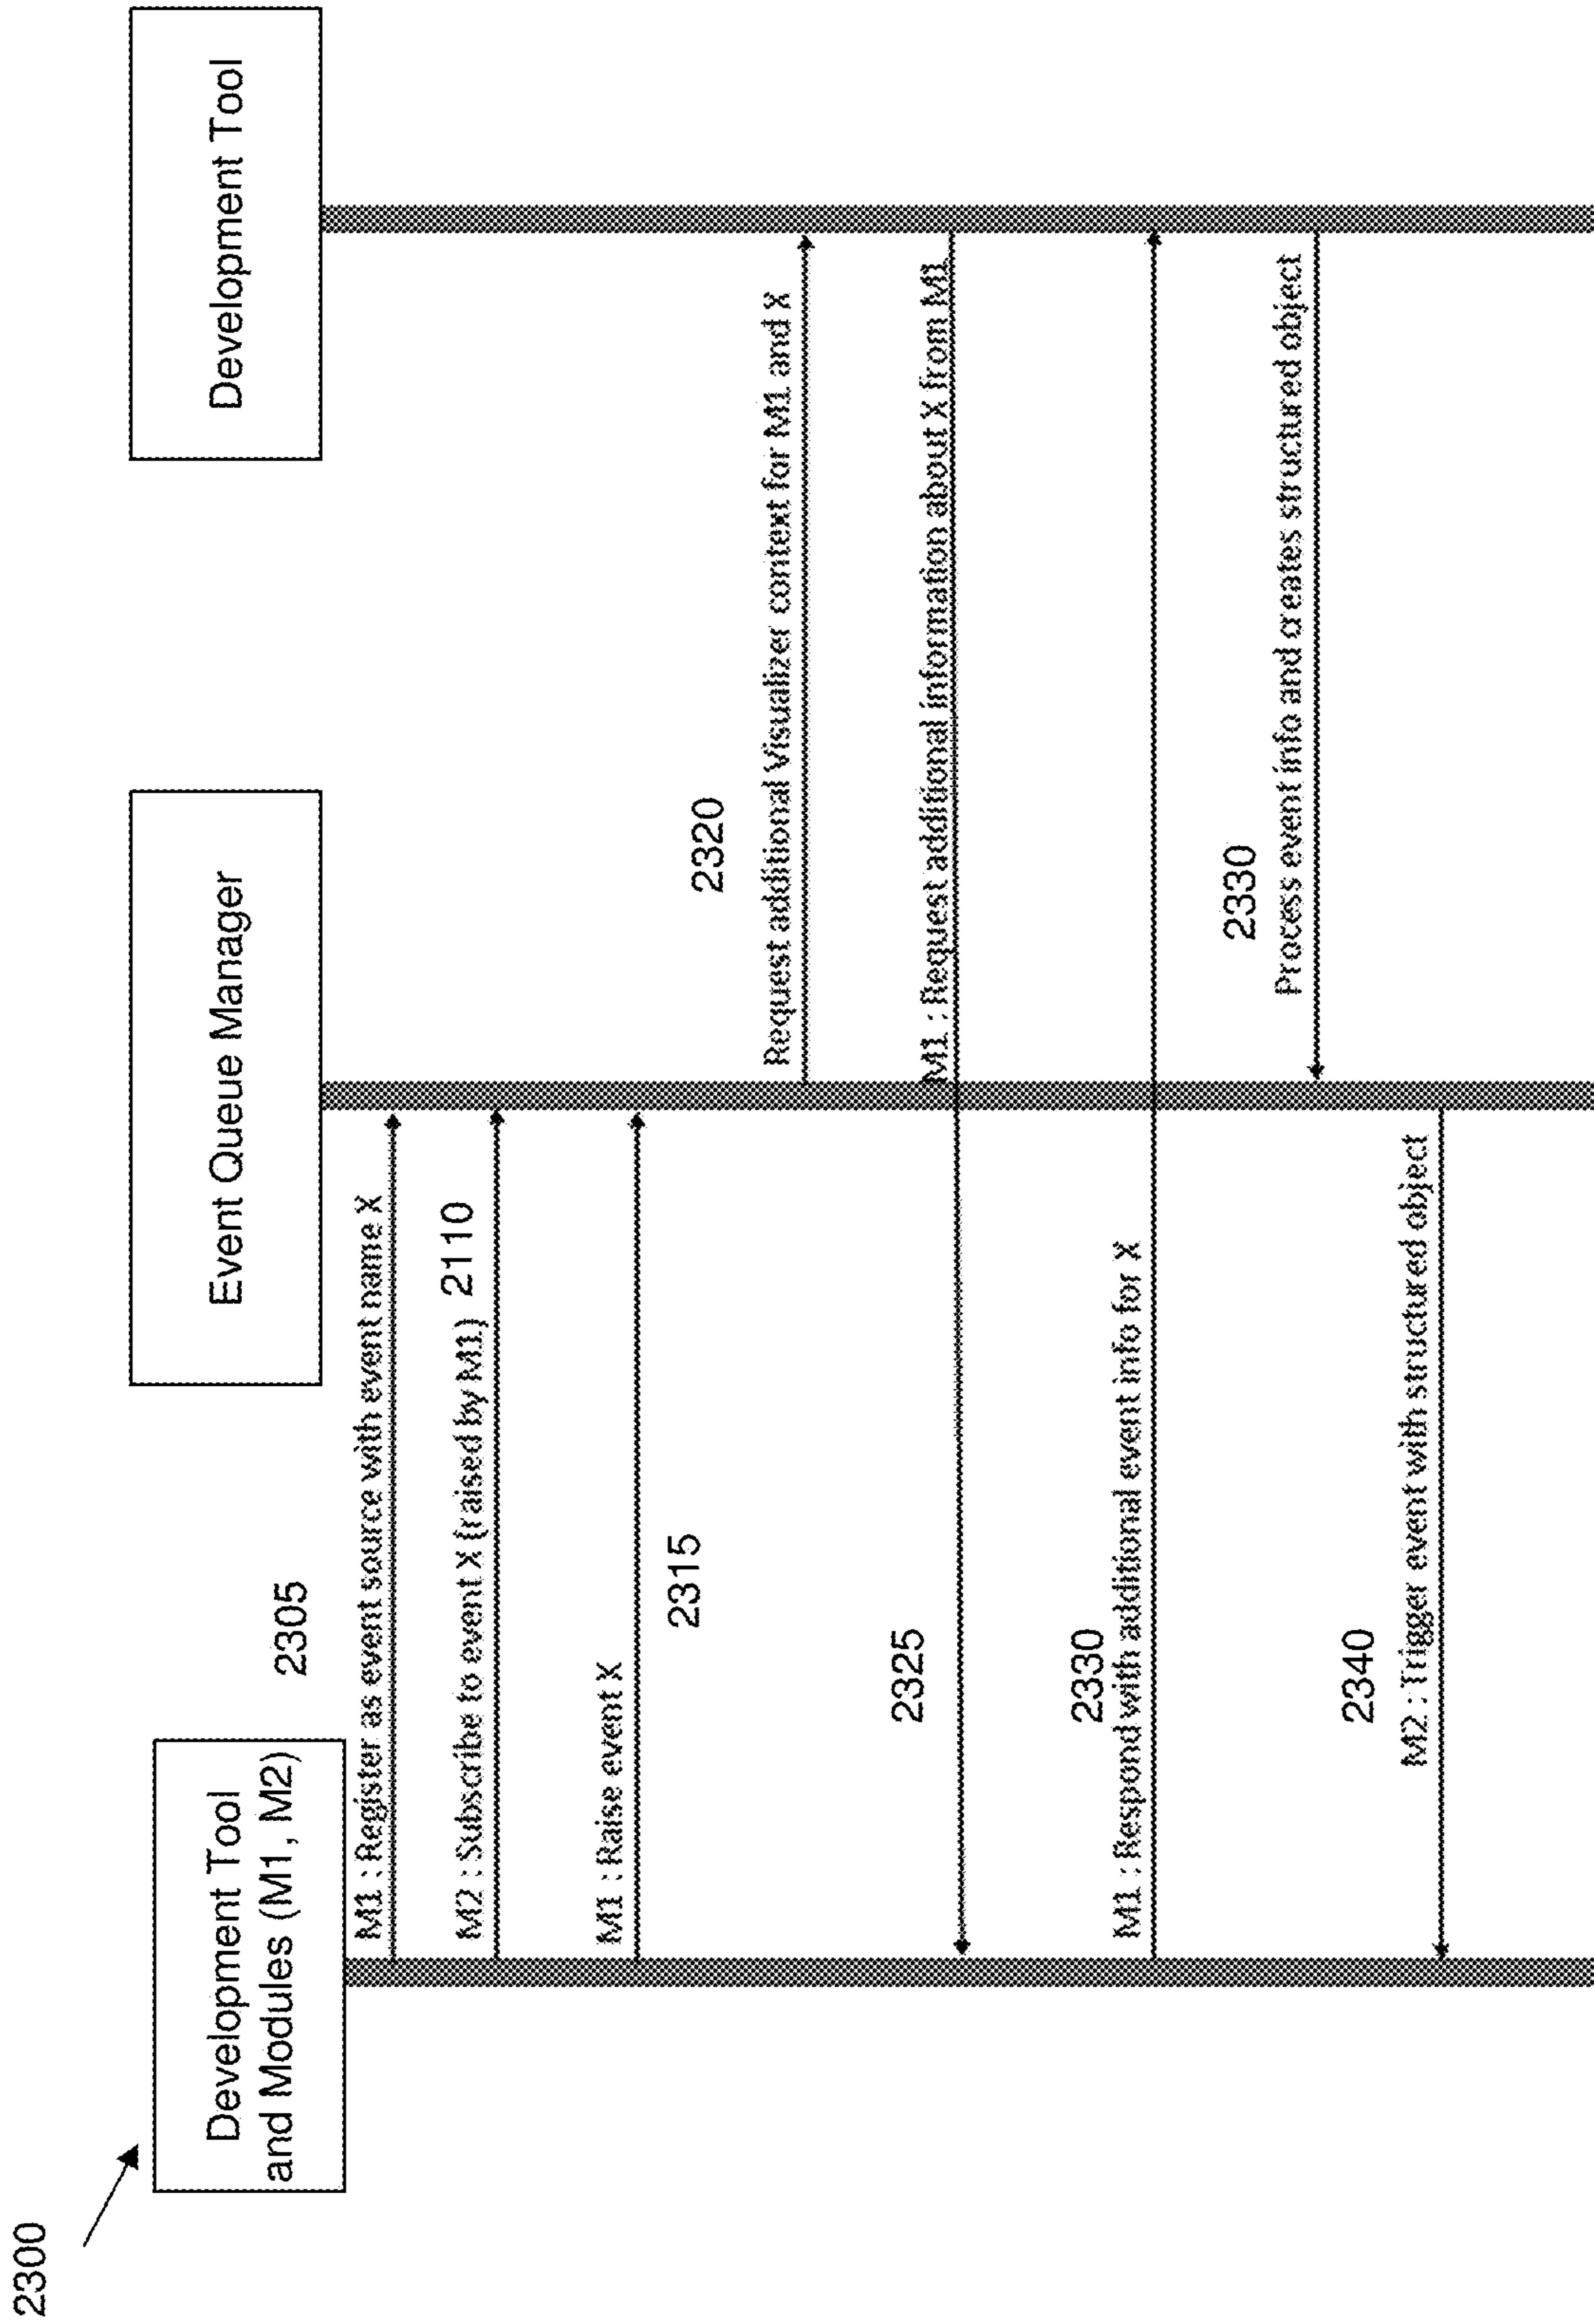 2300
Development Tool
and Modules (M1, M2)
Event Queue Manager
Development Tool
2305
M1 : Register as event source with event name X
M2 : Subscribe to event X (raised by M1)
2110
M1 : Raise event X
2315
2320
Request additional Visualizer context for M1 and X
M1 : Request additional information about X from M1
2325
2330
M1 : Respond with additional event info for X
2330
Process event info and creates structured object
2340
M2 : Trigger event with structured object